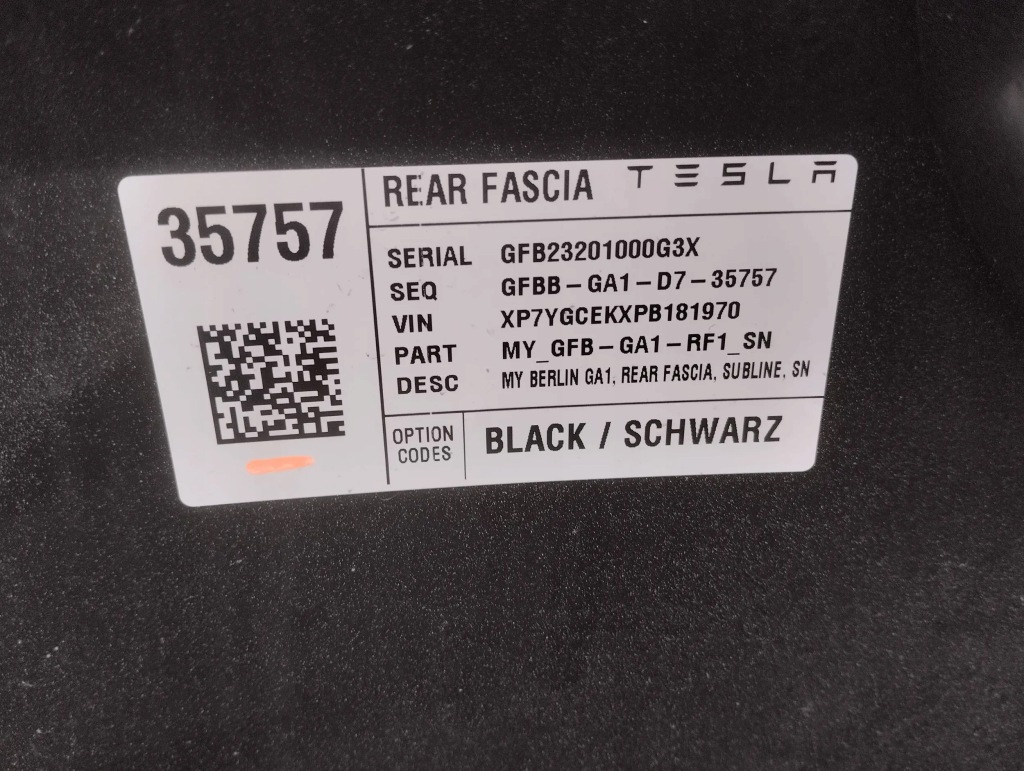 35757
REAR FASCIA TESLA
SERIAL GFB23201000G3X
SEQ GFBB-GA1-D7-35757
VIN XP7YGCEKXPB181970
PART MY_GFB-GA1-RF1_SN
DESC MY BERLIN GA1, REAR FASCIA, SUBLINE, SN
OPTION CODES BLACK / SCHWARZ